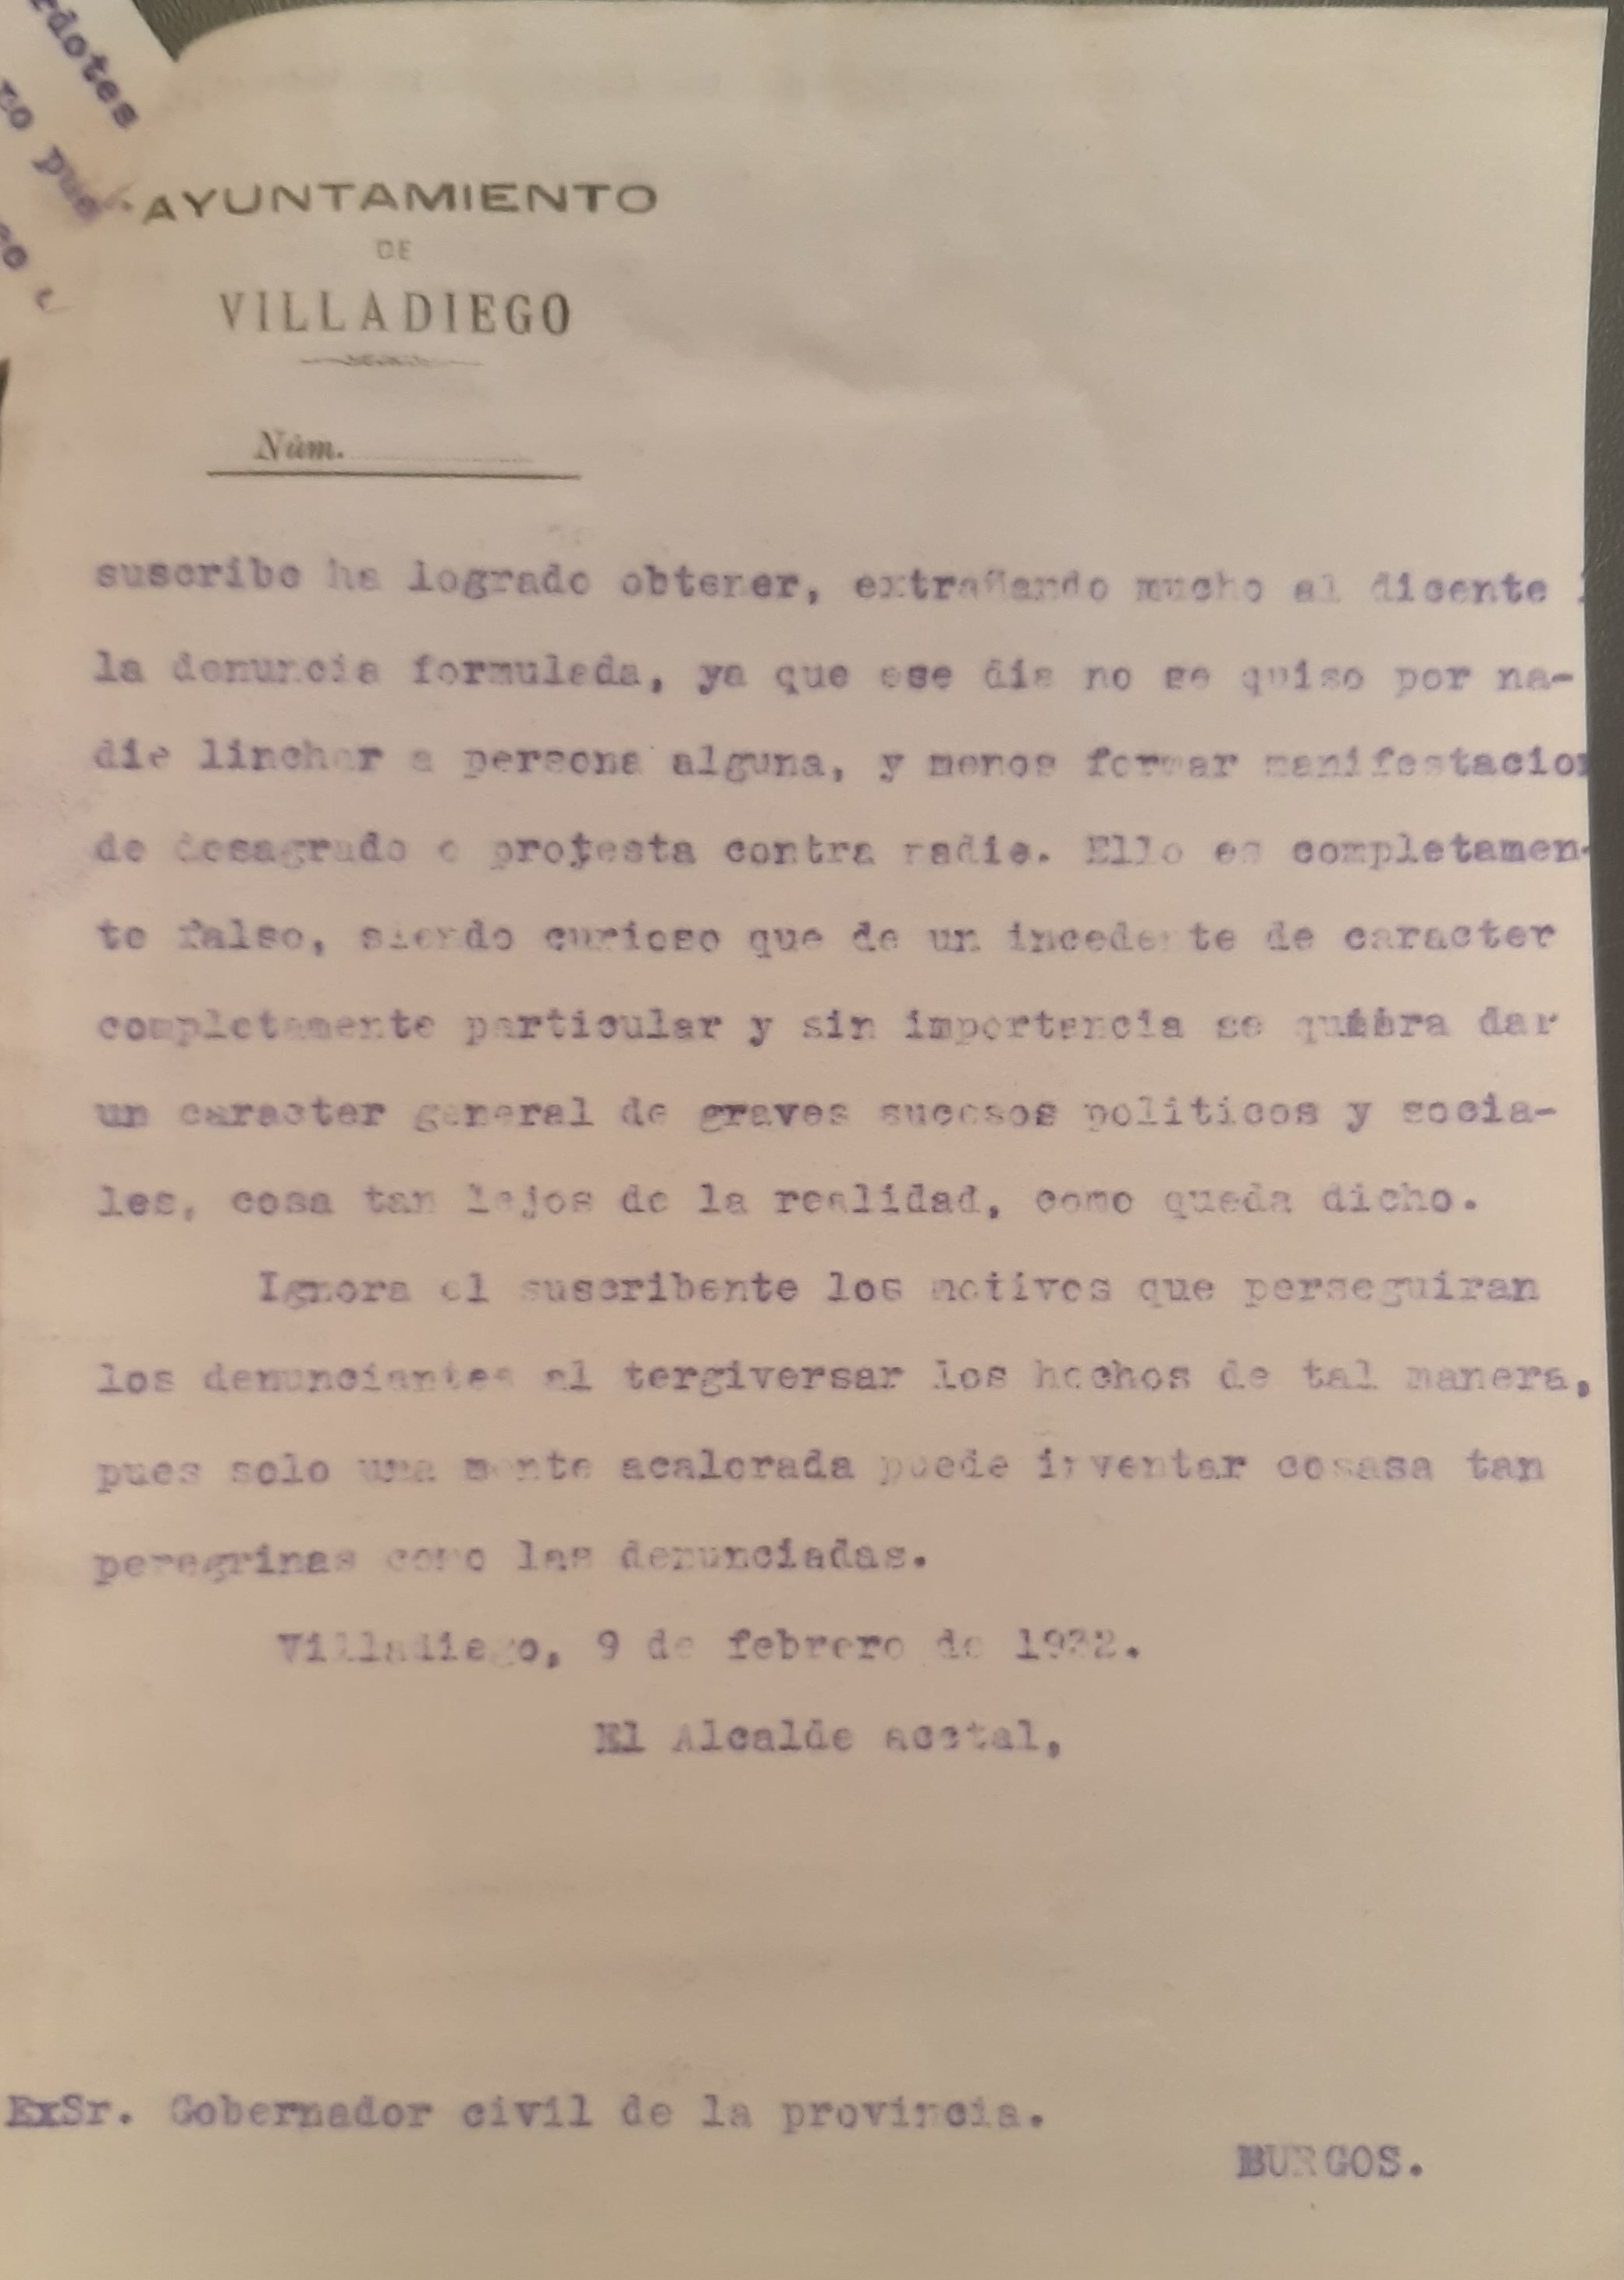 rdotes
no pue
AYUNTAMIENTO
DE
VILLADIEGO
Núm.
suscribe ha logrado obtener, extrañando mucho al dicente l
la denuncia formulada, ya que ese dia no se quiso por na-
die linchar a persona alguna, y menos formar manifestacion
de desagrado o protesta contra nadie. Ello es completamen-
te falso, siendo curioso que de un incedente de caracter
completamente particular y sin importancia se quiera dar
un caracter general de graves sucesos politicos y socia-
les, cosa tan lejos de la realidad, como queda dicho.
Ignora el suscribente los motivos que perseguiran
los denunciantes al tergiversar los hechos de tal manera,
pues solo una mente acalorada puede inventar cosasa tan
peregrinas como las denunciadas.
Villadiego, 9 de febrero de 1932.
El Alcalde acctal,
ExSr. Gobernador civil de la provincia.
BURGOS.